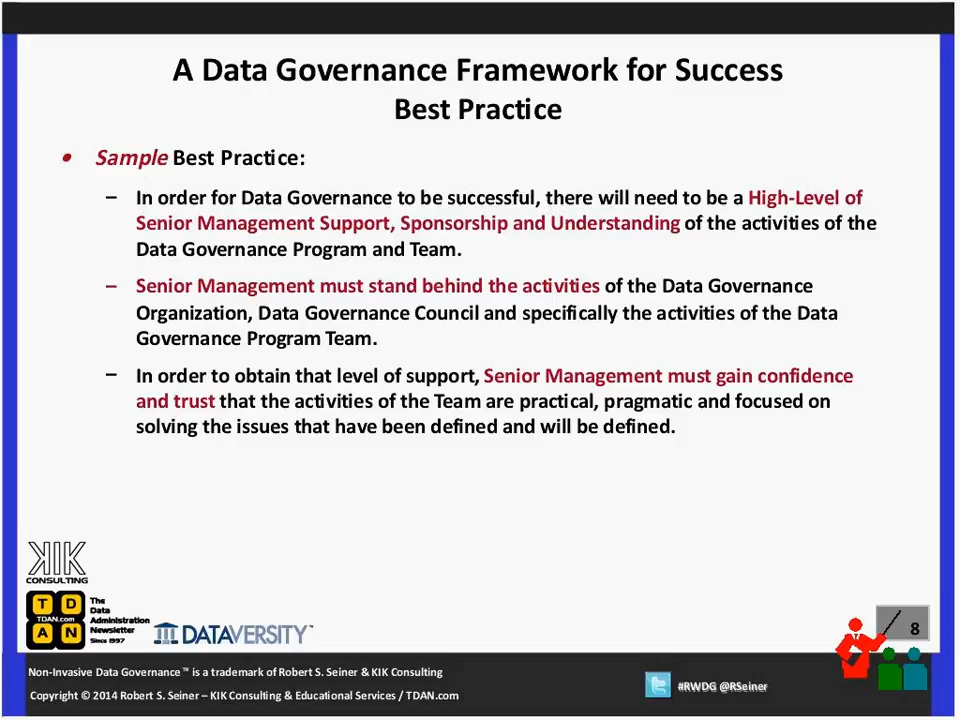 A Data Governance Framework for Success
Best Practice
• Sample Best Practice:
– In order for Data Governance to be successful, there will need to be a High-Level of
Senior Management Support, Sponsorship and Understanding of the activities of the
Data Governance Program and Team.
– Senior Management must stand behind the activities of the Data Governance
Organization, Data Governance Council and specifically the activities of the Data
Governance Program Team.
– In order to obtain that level of support, Senior Management must gain confidence
and trust that the activities of the Team are practical, pragmatic and focused on
solving the issues that have been defined and will be defined.
KIK
CONSULTING
T D
TDAN.com
A N
The
Data
Administration
Newsletter
Since 1997
DATAVERSITY™
8
Non-Invasive Data Governance™ is a trademark of Robert S. Seiner & KIK Consulting
Copyright © 2014 Robert S. Seiner – KIK Consulting & Educational Services / TDAN.com
#RWDG @RSeiner